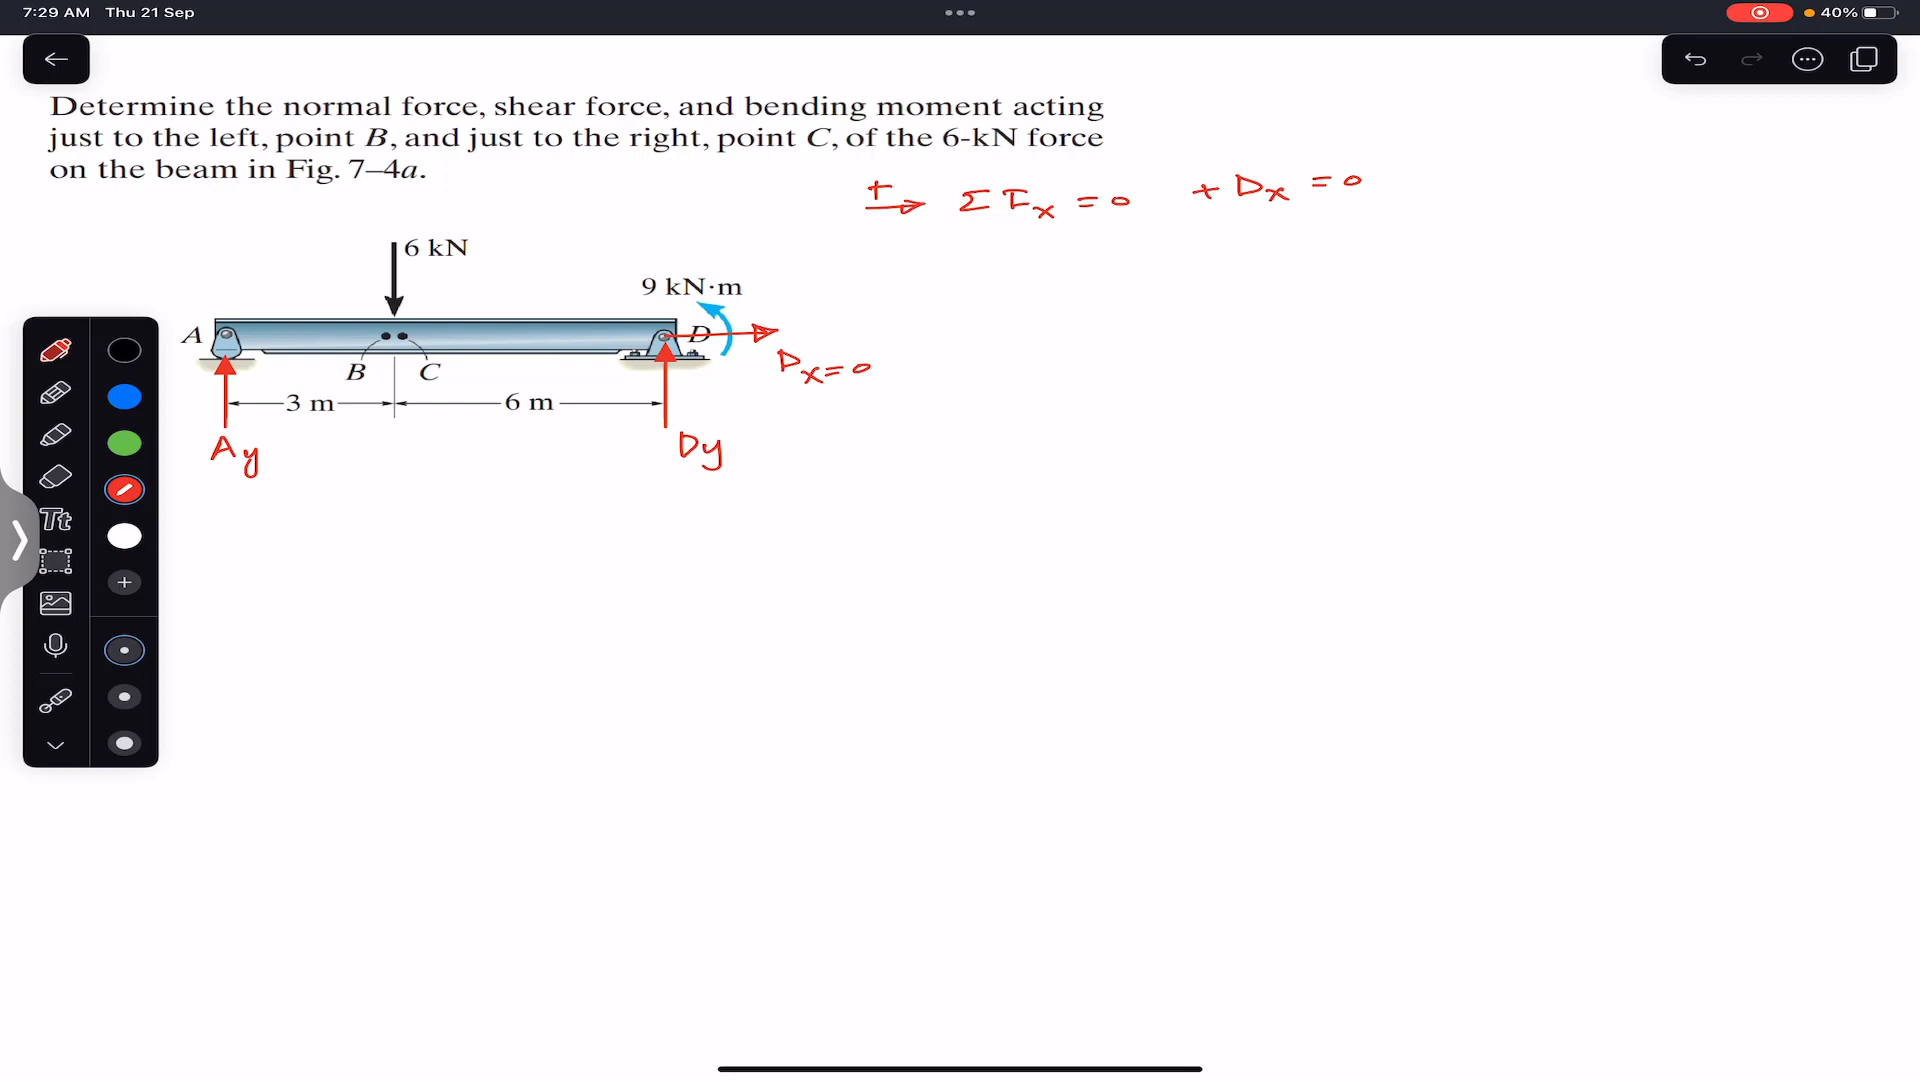 7:29 AM Thu 21 Sep
40%
Determine the normal force, shear force, and bending moment acting
just to the left, point B, and just to the right, point C, of the 6-kN force
on the beam in Fig. 7–4a.
+ → Σ Fx = 0 + Dx = 0
6 kN
9 kN·m
A
D
Dx = 0
B
C
3 m
6 m
Ay
Dy
Tt